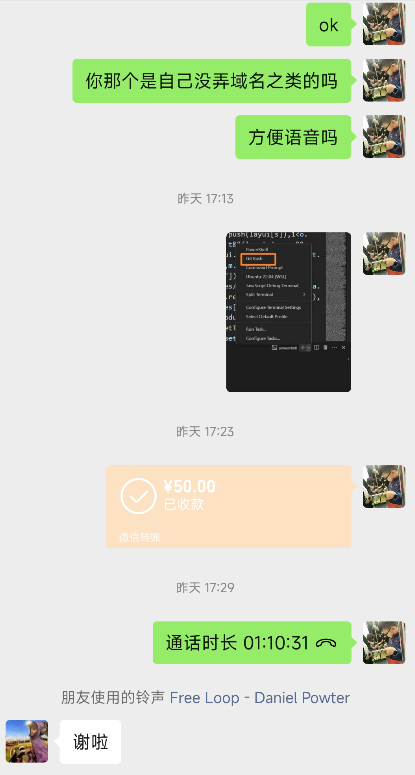 ok
你那个是自己没弄域名之类的吗
方便语音吗
昨天 17:13
push(layui[s]),l<o.
PowerShell
Git Bash
Command Prompt
Ubuntu-22.04 (WSL)
JavaScript Debug Terminal
Split Terminal
Configure Terminal Settings
Select Default Profile
Run Task...
Configure Tasks...
powershell
昨天 17:23
¥50.00
已收款
微信转账
昨天 17:29
通话时长 01:10:31
朋友使用的铃声 Free Loop - Daniel Powter
谢啦